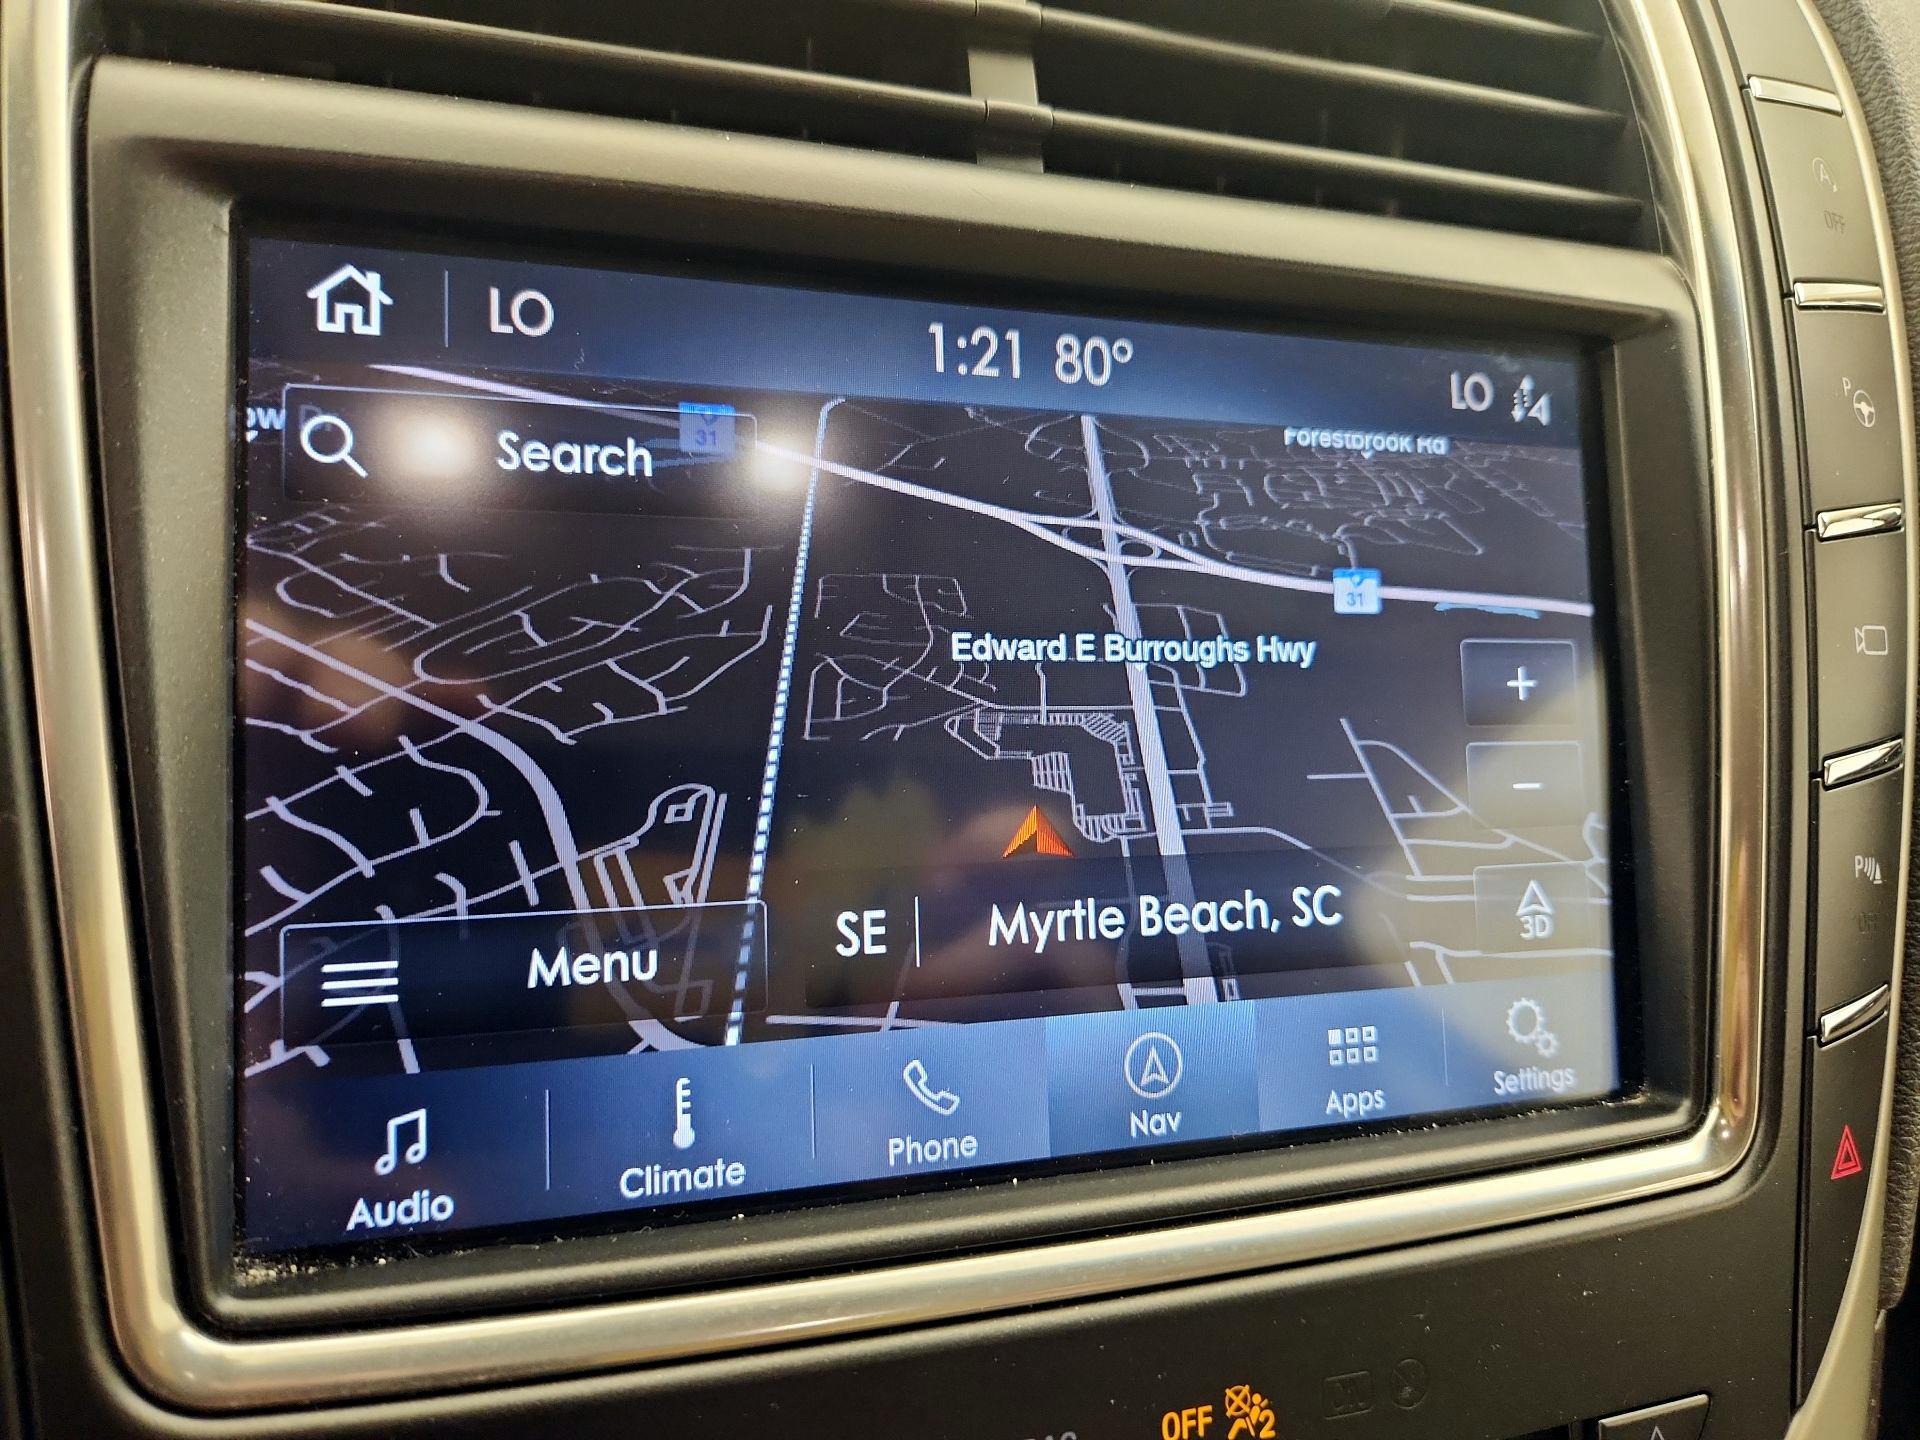 LO
1:21 80°
LO
31
Search
Forestbrook Rd
31
Edward E Burroughs Hwy
+
−
3D
SE
Myrtle Beach, SC
Menu
Audio
Climate
Phone
Nav
Apps
Settings
A
OFF
P
P
OFF
2